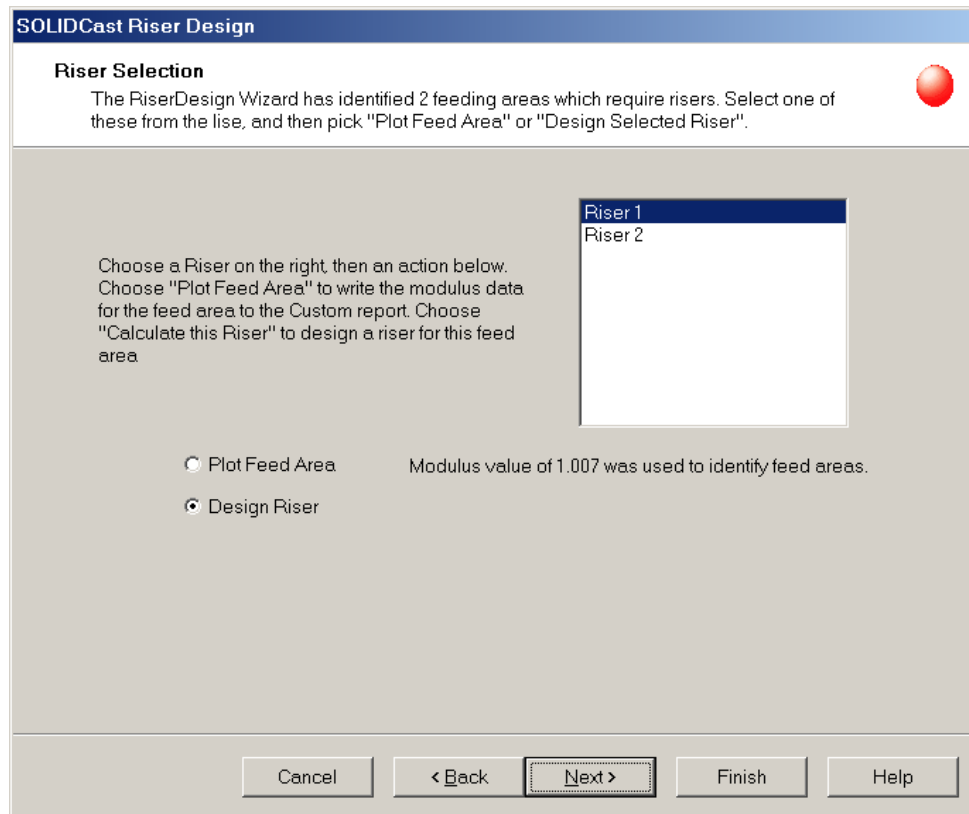 SOLIDCast Riser Design
Riser Selection
The RiserDesign Wizard has identified 2 feeding areas which require risers. Select one of
these from the lise, and then pick "Plot Feed Area" or "Design Selected Riser".
Riser 1
Riser 2
Choose a Riser on the right, then an action below.
Choose "Plot Feed Area" to write the modulus data
for the feed area to the Custom report. Choose
"Calculate this Riser" to design a riser for this feed
area
Plot Feed Area
Modulus value of 1.007 was used to identify feed areas.
Design Riser
Cancel
< Back
Next >
Finish
Help